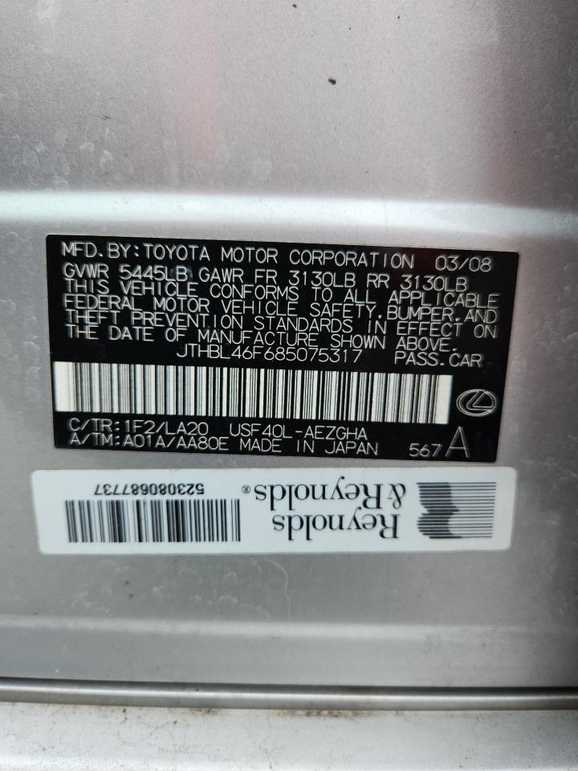 MFD.BY:TOYOTA MOTOR CORPORATION 03/08
GVWR 5445LB GAWR FR 3130LB RR 3130LB
THIS VEHICLE CONFORMS TO ALL APPLICABLE
FEDERAL MOTOR VEHICLE SAFETY,BUMPER,AND
THEFT PREVENTION STANDARDS IN EFFECT ON
THE DATE OF MANUFACTURE SHOWN ABOVE.
JTHBL46F685075317 PASS.CAR
C/TR:1F2/LA20 USF40L-AEZGHA
A/TM:A01A/AA80E MADE IN JAPAN 567 A
Reynolds
&Reynolds®
523080687737